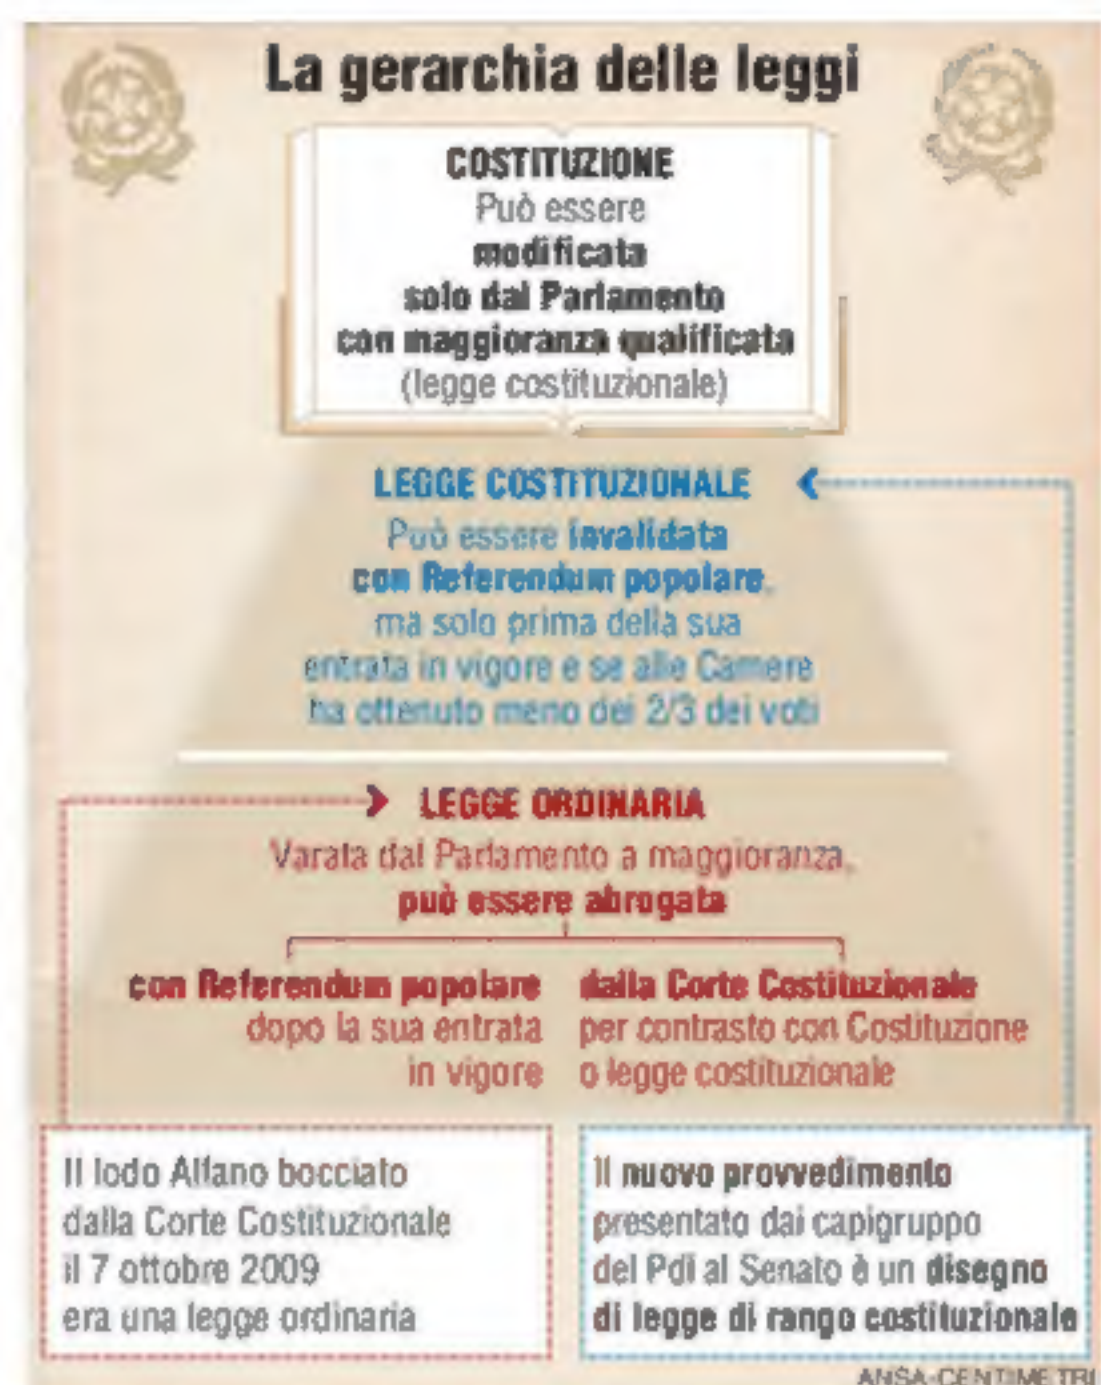 La gerarchia delle leggi
COSTITUZIONE
Può essere
modificata
solo dal Parlamento
con maggioranza qualificata
(legge costituzionale)
LEGGE COSTITUZIONALE
Può essere invalidata
con Referendum popolare,
ma solo prima della sua
entrata in vigore e se alle Camere
ha ottenuto meno dei 2/3 dei voti
LEGGE ORDINARIA
Varata dal Parlamento a maggioranza,
può essere abrogata
con Referendum popolare
dopo la sua entrata
in vigore
dalla Corte Costituzionale
per contrasto con Costituzione
o legge costituzionale
Il lodo Alfano bocciato
dalla Corte Costituzionale
il 7 ottobre 2009
era una legge ordinaria
Il nuovo provvedimento
presentato dai capigruppo
del Pdl al Senato è un disegno
di legge di rango costituzionale
ANSA-CENTIMETRI